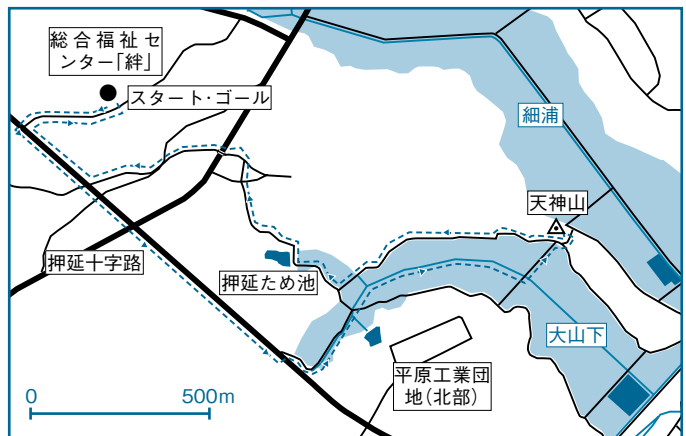 総合福祉セ
ンター「絆」
スタート・ゴール
細浦
天神山
押延十字路
押延ため池
大山下
平原工業団
地(北部)
0 500m